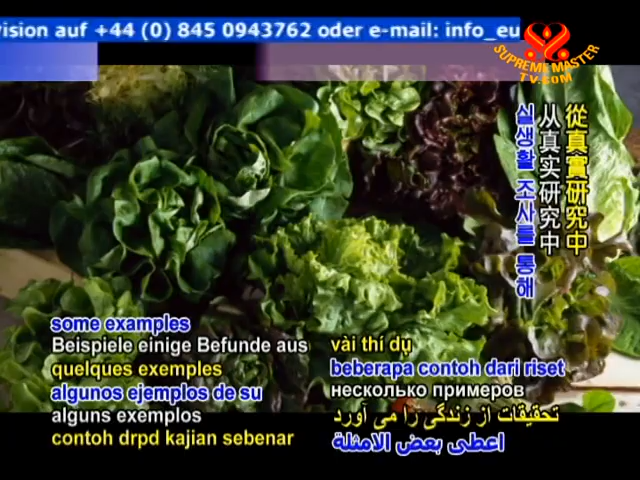 vision auf +44 (0) 845 0943762 oder e-mail: info_eu
SUPREME MASTER
TV.COM
從真實研究中
从真实研究中
실생활 조사를 통해
some examples
Beispiele einige Befunde aus
quelques exemples
algunos ejemplos de su
alguns exemplos
contoh drpd kajian sebenar
vài thí dụ
beberapa contoh dari riset
несколько примеров
تحقیقات از زندگی را می آورد
اعطى بعض الامثلة